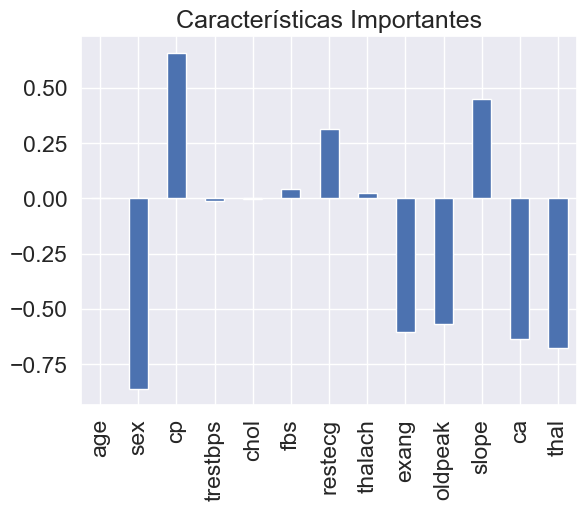 Características Importantes
0.50
0.25
0.00
−0.25
−0.50
−0.75
age
sex
cp
trestbps
chol
fbs
restecg
thalach
exang
oldpeak
slope
ca
thal